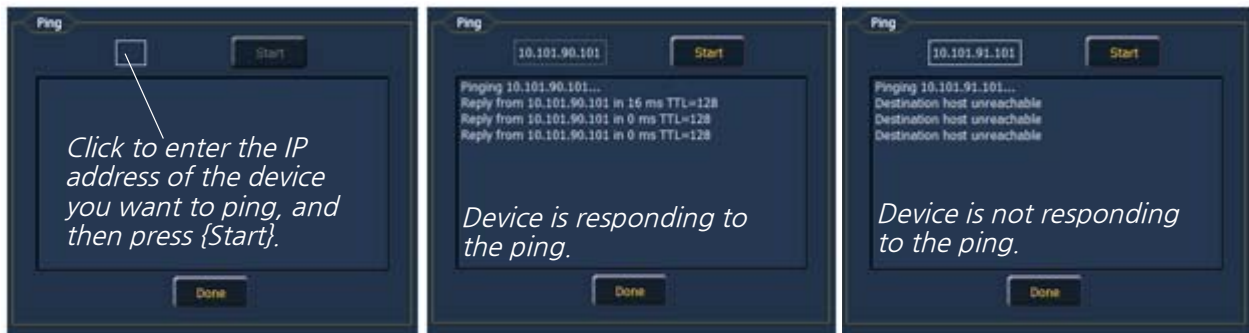 Ping
Start
Click to enter the IP
address of the device
you want to ping, and
then press {Start}.
Done
Ping
10.101.90.101
Start
Pinging 10.101.90.101...
Reply from 10.101.90.101 in 16 ms TTL=128
Reply from 10.101.90.101 in 0 ms TTL=128
Reply from 10.101.90.101 in 0 ms TTL=128
Device is responding to
the ping.
Done
Ping
10.101.91.101
Start
Pinging 10.101.91.101...
Destination host unreachable
Destination host unreachable
Destination host unreachable
Device is not responding
to the ping.
Done